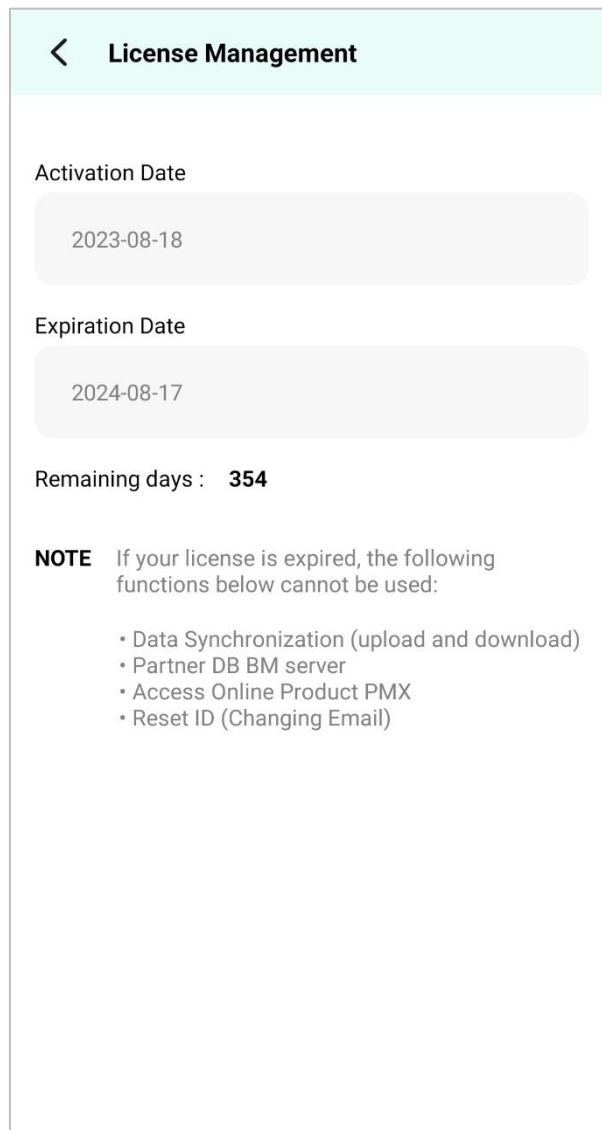 License Management
Activation Date
2023-08-18
Expiration Date
2024-08-17
Remaining days : 354
NOTE If your license is expired, the following
functions below cannot be used:
• Data Synchronization (upload and download)
• Partner DB BM server
• Access Online Product PMX
• Reset ID (Changing Email)